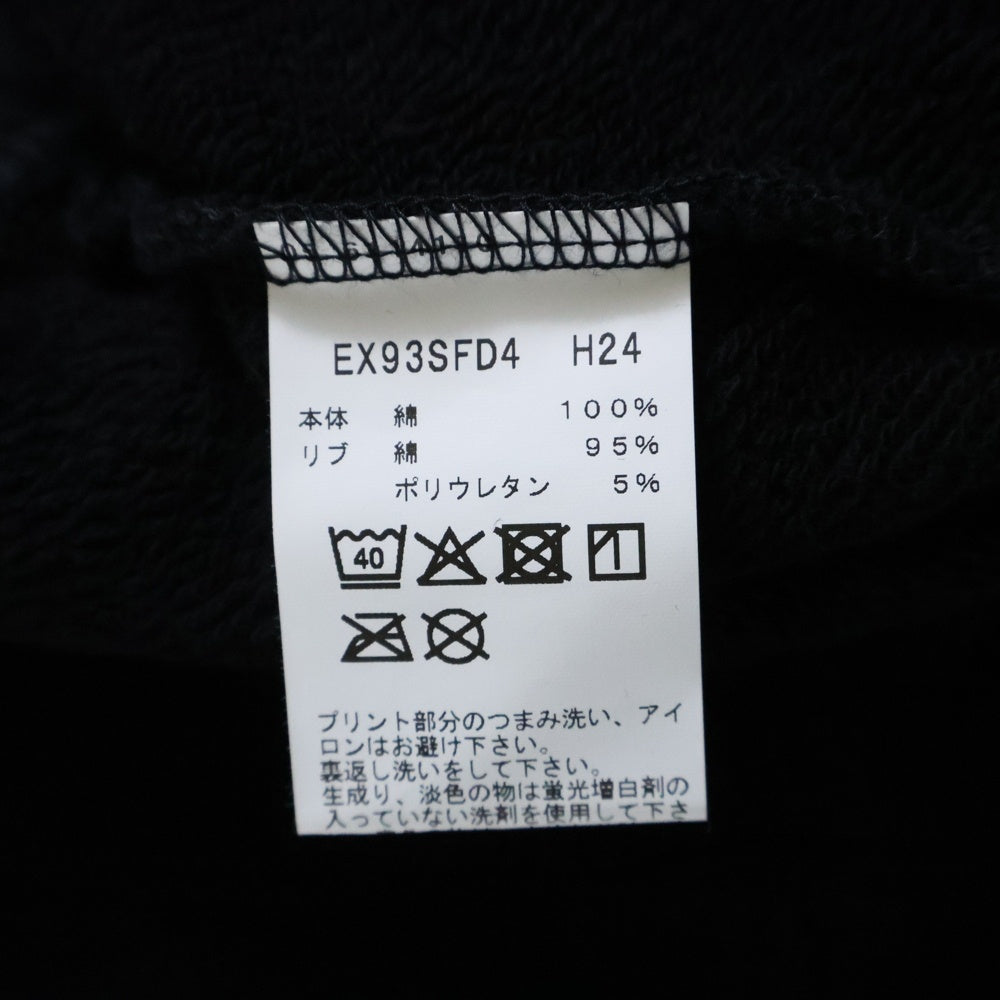 EX93SFD4 H24
本体 綿 100%
リブ 綿 95%
ポリウレタン 5%
40
プリント部分のつまみ洗い、アイ
ロンはお避け下さい。
裏返し洗いをして下さい。
生成り、淡色の物は蛍光増白剤の
入っていない洗剤を使用して下さ